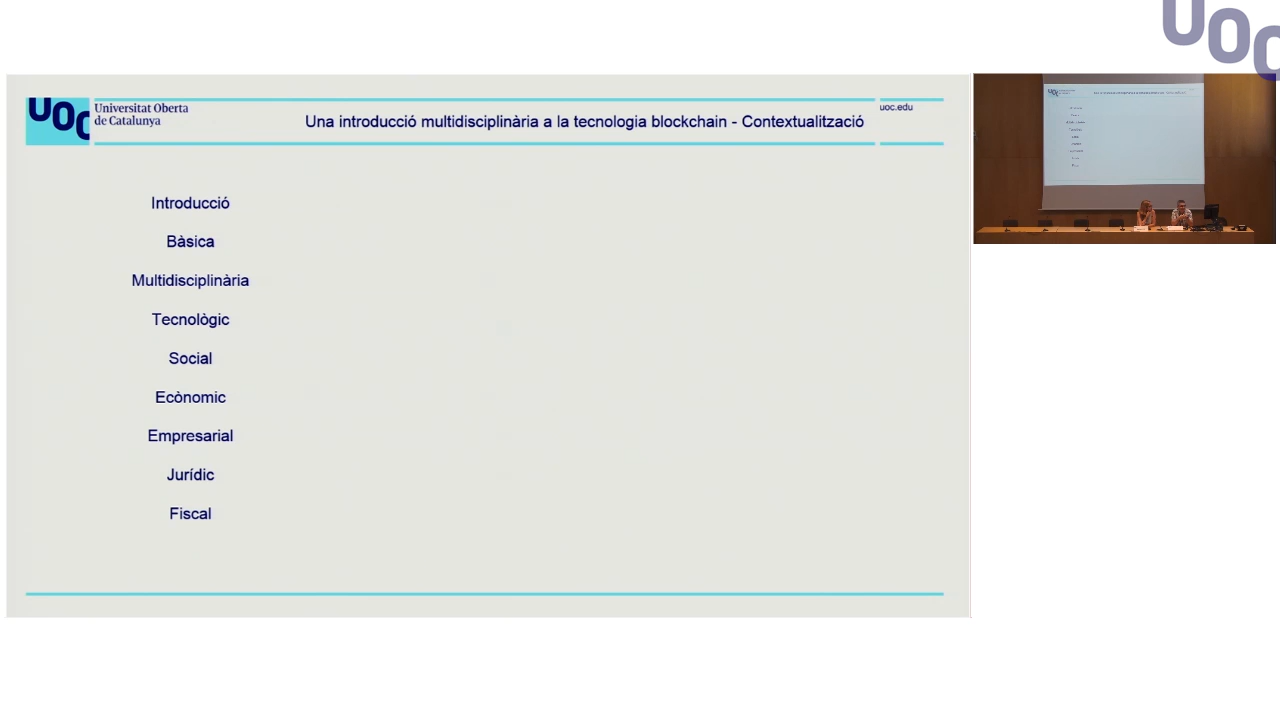 UOC
UOC
Universitat Oberta
de Catalunya
Una introducció multidisciplinària a la tecnologia blockchain - Contextualització
uoc.edu
Introducció
Bàsica
Multidisciplinària
Tecnològic
Social
Ecònomic
Empresarial
Jurídic
Fiscal